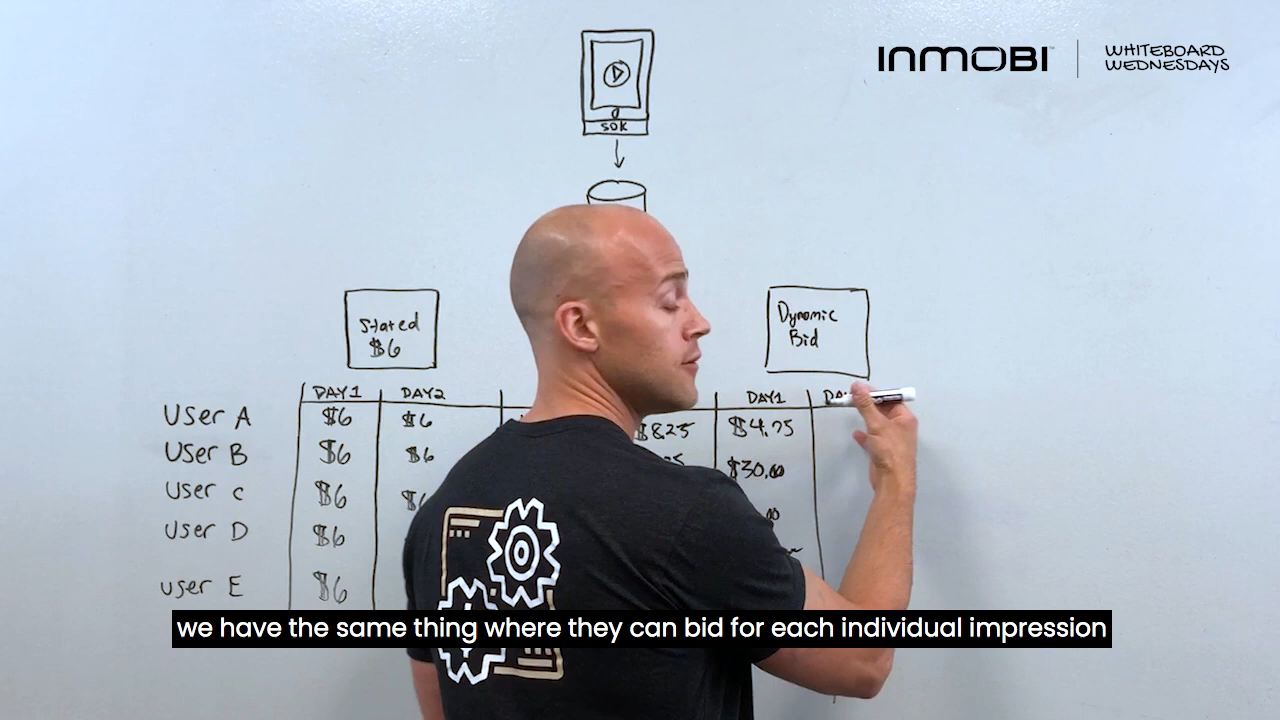 INMOBI
WHITEBOARD
WEDNESDAYS
SDK
Stated
$6
Dynamic
Bid
DAY1 DAY2 DAY1
User A $6 $6 $8.25 $4.75
User B $6 $6 $30.00
User C $6 $6
User D $6
User E $6
we have the same thing where they can bid for each individual impression